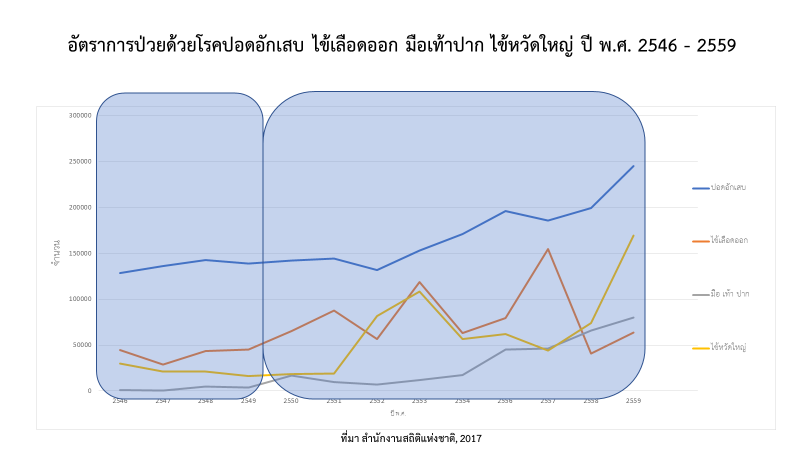 อัตราการป่วยด้วยโรคปอดอักเสบ ไข้เลือดออก มือเท้าปาก ไข้หวัดใหญ่ ปี พ.ศ. 2546 - 2559
300000
250000
200000
150000
100000
50000
0
จำนวน
2546 2547 2548 2549 2550 2551 2552 2553 2554 2556 2557 2558 2559
ปี พ.ศ.
ปอดอักเสบ
ไข้เลือดออก
มือ เท้า ปาก
ไข้หวัดใหญ่
ที่มา สำนักงานสถิติแห่งชาติ, 2017